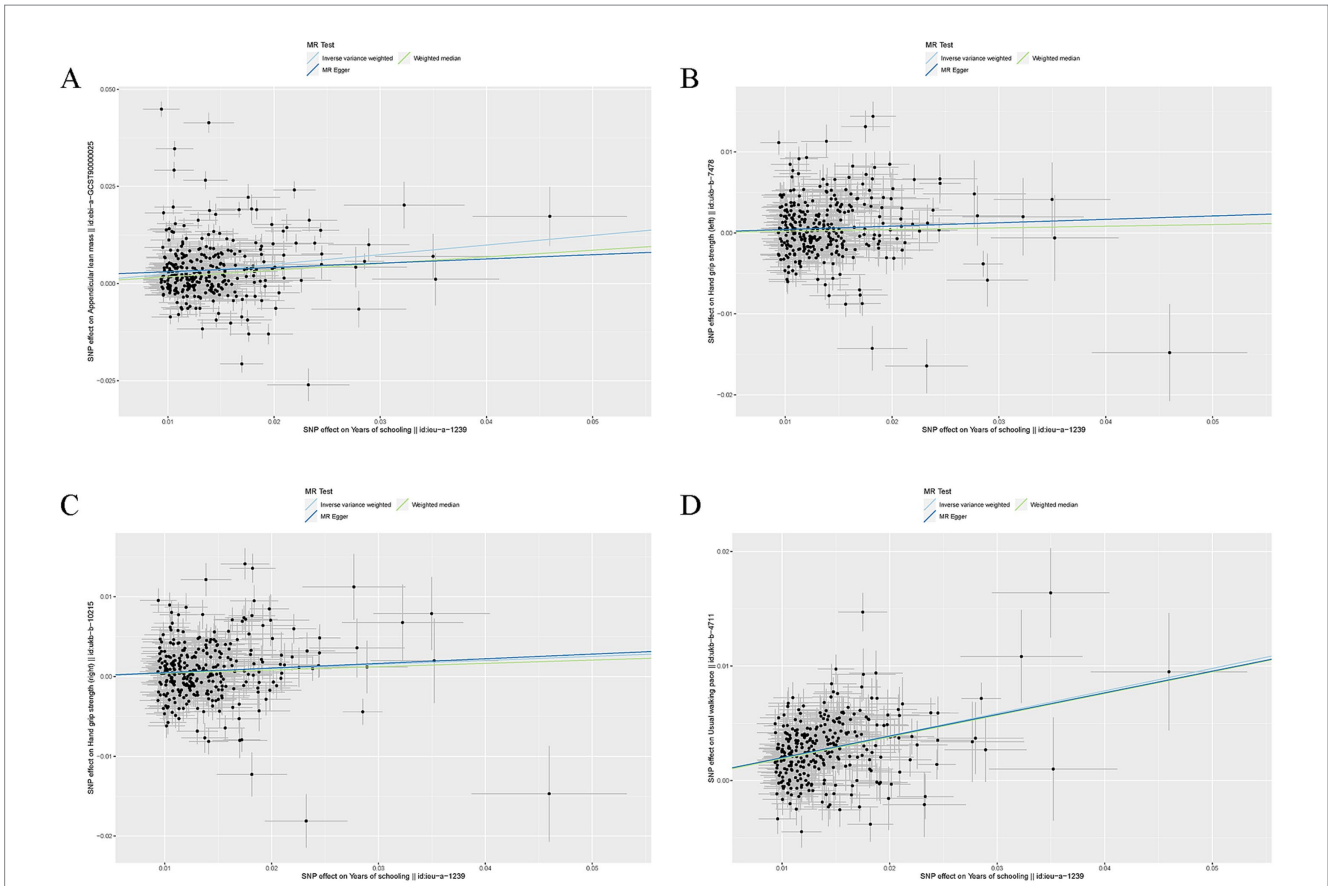 A
MR Test
Inverse variance weighted
Weighted median
MR Egger
SNP effect on Appendicular lean mass || id:ebi−a−GCST90000025
0.050
0.025
0.000
−0.025
0.01
0.02
0.03
0.04
0.05
SNP effect on Years of schooling || id:ieu−a−1239
B
MR Test
Inverse variance weighted
Weighted median
MR Egger
SNP effect on Hand grip strength (left) || id:ukb−b−7478
0.01
0.00
−0.01
−0.02
0.01
0.02
0.03
0.04
0.05
SNP effect on Years of schooling || id:ieu−a−1239
C
MR Test
Inverse variance weighted
Weighted median
MR Egger
SNP effect on Hand grip strength (right) || id:ukb−b−10215
0.01
0.00
−0.01
−0.02
0.01
0.02
0.03
0.04
0.05
SNP effect on Years of schooling || id:ieu−a−1239
D
MR Test
Inverse variance weighted
Weighted median
MR Egger
SNP effect on Usual walking pace || id:ukb−b−4711
0.02
0.01
0.00
0.01
0.02
0.03
0.04
0.05
SNP effect on Years of schooling || id:ieu−a−1239